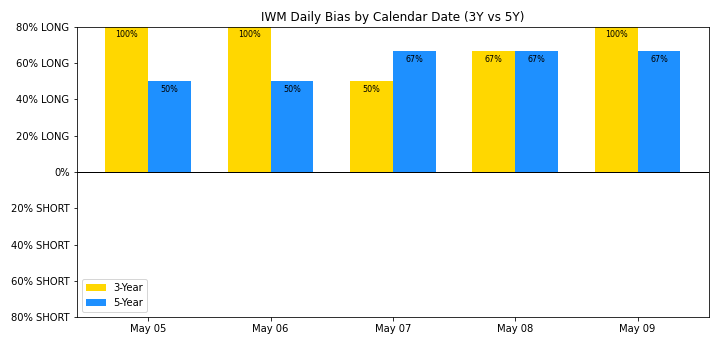 IWM Daily Bias by Calendar Date (3Y vs 5Y)
80% LONG
60% LONG
40% LONG
20% LONG
0%
20% SHORT
40% SHORT
60% SHORT
80% SHORT
100%
50%
100%
50%
50%
67%
67%
67%
100%
67%
3-Year
5-Year
May 05
May 06
May 07
May 08
May 09